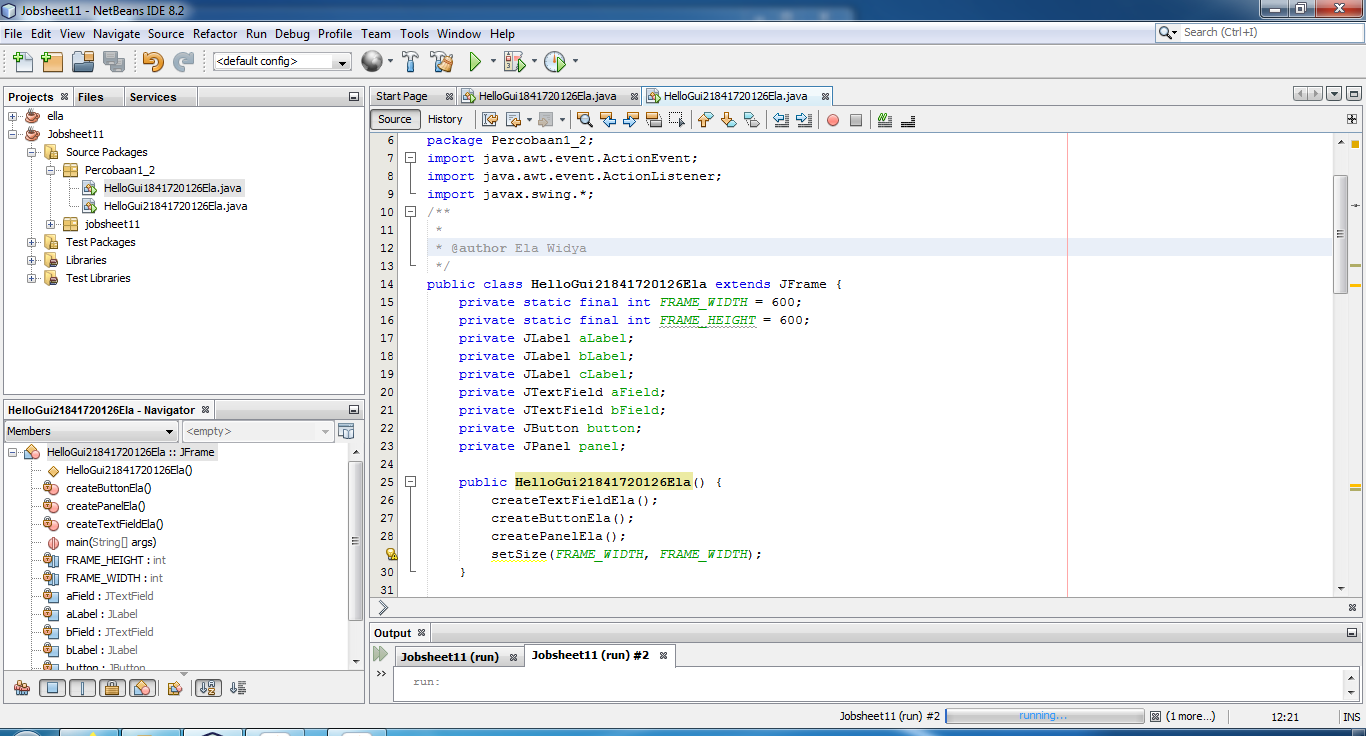 Jobsheet11 - NetBeans IDE 8.2
File Edit View Navigate Source Refactor Run Debug Profile Team Tools Window Help
Search (Ctrl+I)
<default config>
Projects Files Services
ella
Jobsheet11
Source Packages
Percobaan1_2
HelloGui1841720126Ela.java
HelloGui21841720126Ela.java
jobsheet11
Test Packages
Libraries
Test Libraries
HelloGui21841720126Ela - Navigator
Members <empty>
HelloGui21841720126Ela :: JFrame
HelloGui21841720126Ela()
createButtonEla()
createPanelEla()
createTextFieldEla()
main(String[] args)
FRAME_HEIGHT : int
FRAME_WIDTH : int
aField : JTextField
aLabel : JLabel
bField : JTextField
bLabel : JLabel
button : JButton
Start Page HelloGui1841720126Ela.java HelloGui21841720126Ela.java
Source History
6 package Percobaan1_2;
7 import java.awt.event.ActionEvent;
8 import java.awt.event.ActionListener;
9 import javax.swing.*;
10 /**
11 *
12 * @author Ela Widya
13 */
14 public class HelloGui21841720126Ela extends JFrame {
15 private static final int FRAME_WIDTH = 600;
16 private static final int FRAME_HEIGHT = 600;
17 private JLabel aLabel;
18 private JLabel bLabel;
19 private JLabel cLabel;
20 private JTextField aField;
21 private JTextField bField;
22 private JButton button;
23 private JPanel panel;
24
25 public HelloGui21841720126Ela() {
26 createTextFieldEla();
27 createButtonEla();
28 createPanelEla();
setSize(FRAME_WIDTH, FRAME_WIDTH);
30 }
31
Output
Jobsheet11 (run) Jobsheet11 (run) #2
run:
Jobsheet11 (run) #2 running... (1 more...) 12:21 INS